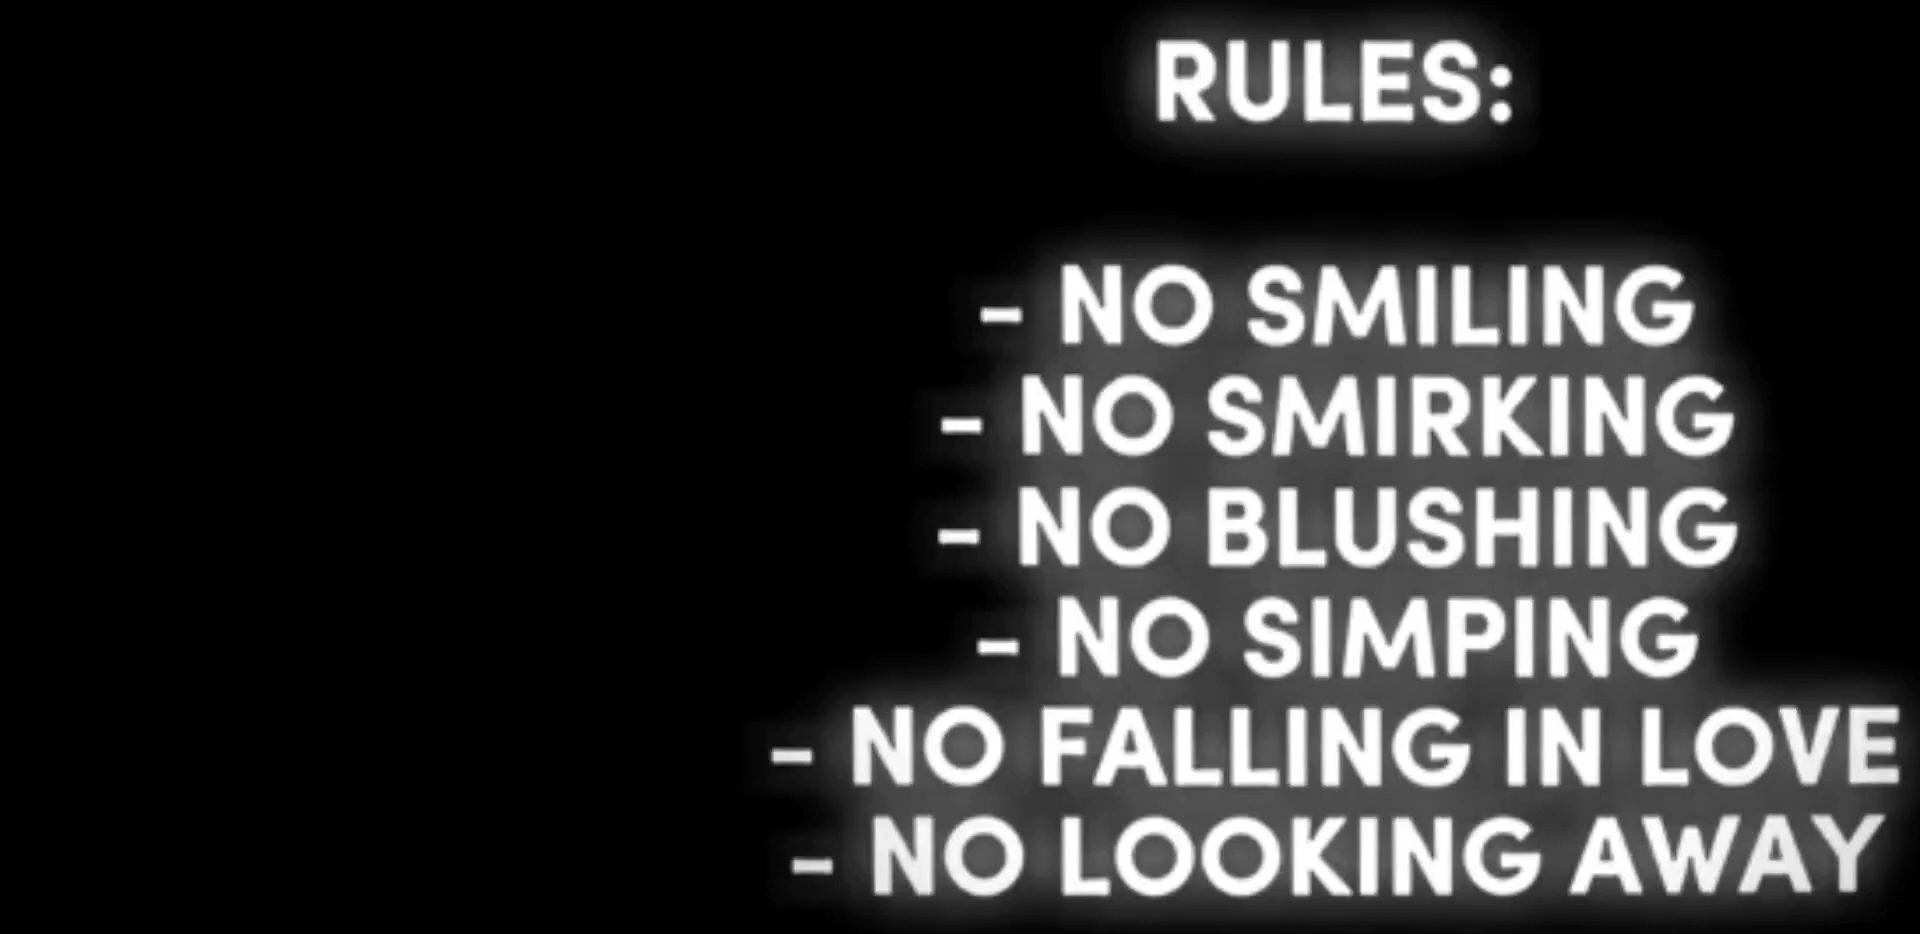 RULES:
- NO SMILING
- NO SMIRKING
- NO BLUSHING
- NO SIMPING
- NO FALLING IN LOVE
- NO LOOKING AWAY